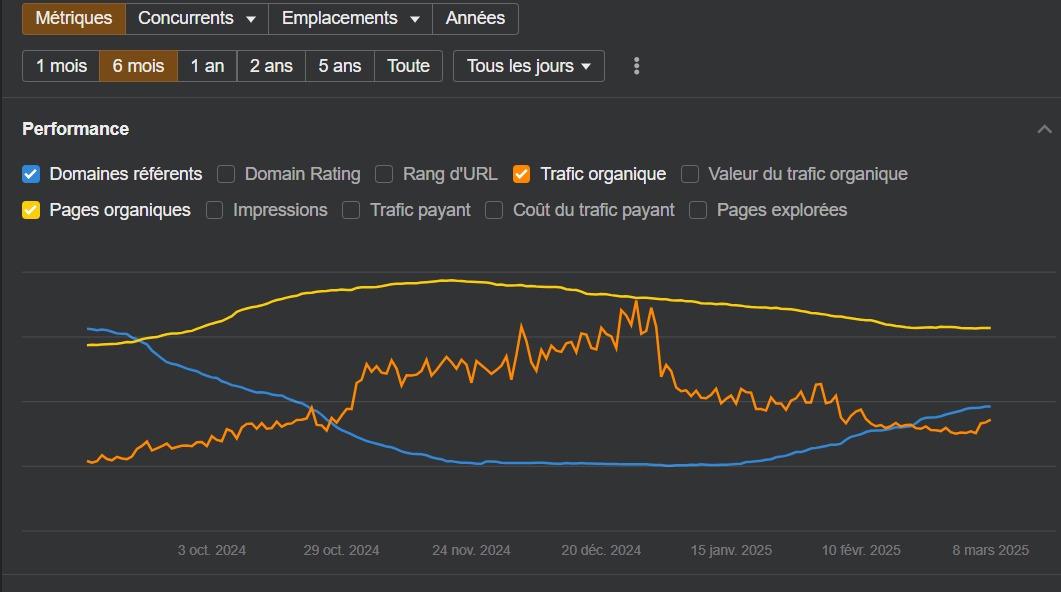 Métriques Concurrents Emplacements Années
1 mois 6 mois 1 an 2 ans 5 ans Toute Tous les jours
Performance
Domaines référents Domain Rating Rang d'URL Trafic organique Valeur du trafic organique
Pages organiques Impressions Trafic payant Coût du trafic payant Pages explorées
3 oct. 2024 29 oct. 2024 24 nov. 2024 20 déc. 2024 15 janv. 2025 10 févr. 2025 8 mars 2025